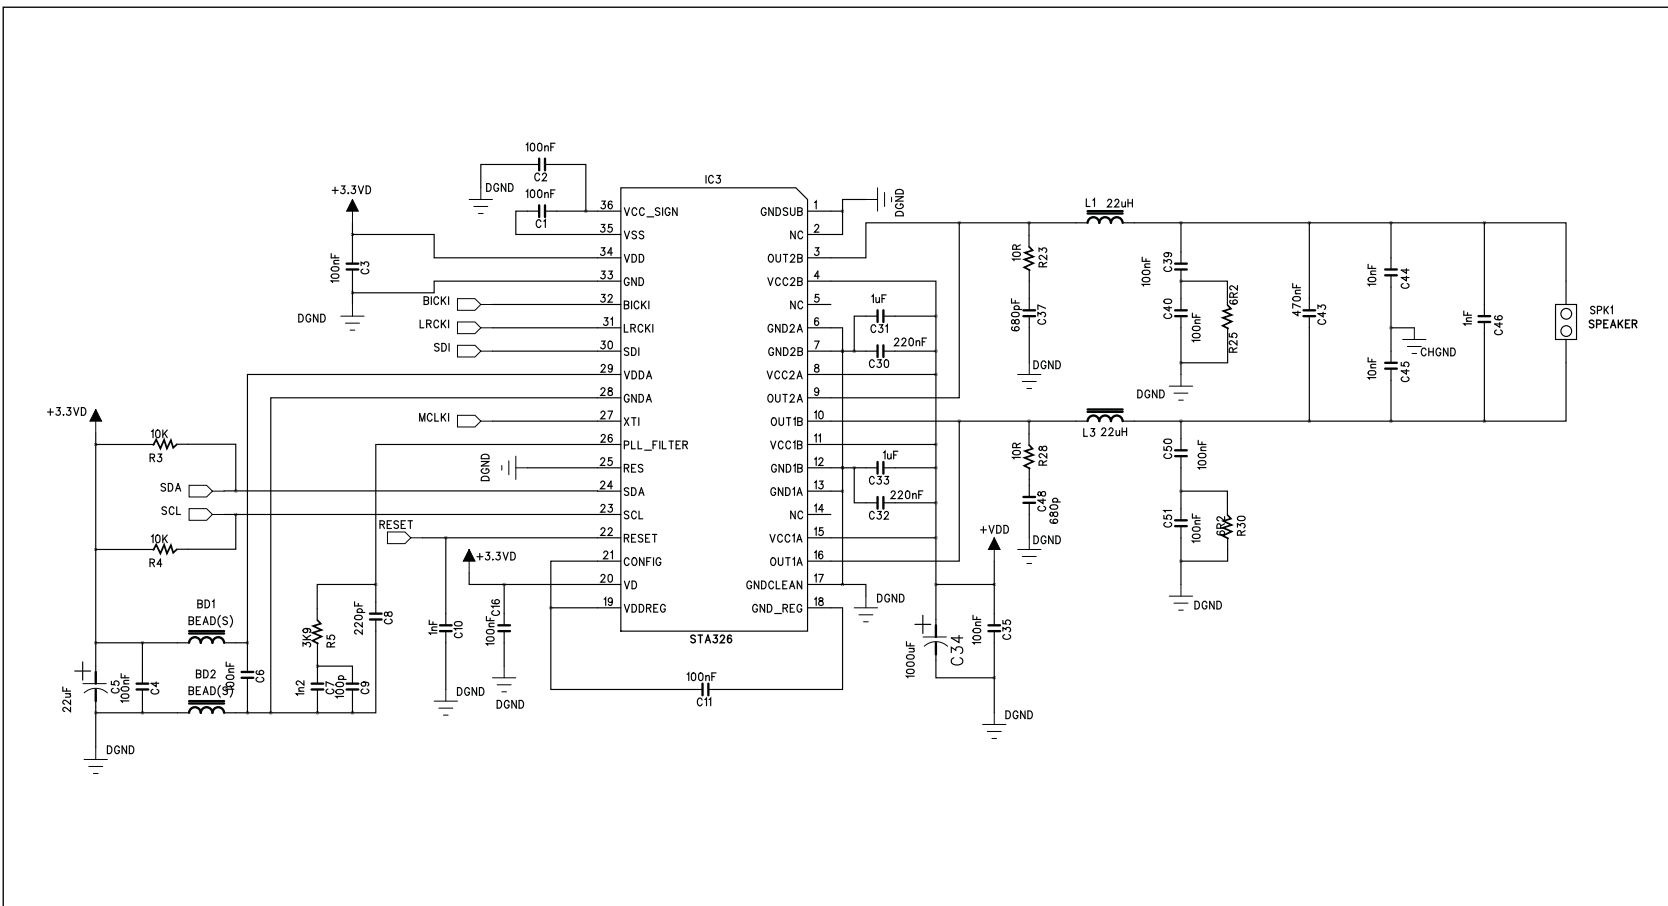 IC3
STA326
36 VCC_SIGN
35 VSS
34 VDD
33 GND
32 BICKI
31 LRCKI
30 SDI
29 VDDA
28 GNDA
27 XTI
26 PLL_FILTER
25 RES
24 SDA
23 SCL
22 RESET
21 CONFIG
20 VD
19 VDDREG
GNDSUB 1
NC 2
OUT2B 3
VCC2B 4
NC 5
GND2A 6
GND2B 7
VCC2A 8
OUT2A 9
OUT1B 10
VCC1B 11
GND1B 12
GND1A 13
NC 14
VCC1A 15
OUT1A 16
GNDCLEAN 17
GND_REG 18
100nF
C2
DGND
100nF
C1
+3.3VD
100nF
C3
DGND
BICKI
LRCKI
SDI
MCLKI
DGND
+3.3VD
10K
R3
SDA
SCL
10K
R4
RESET
+3.3VD
BD1
BEAD(S)
BD2
BEAD(S)
22uF
C5
100nF
C4
100nF
C6
DGND
3K9
R5
220pF
C8
1n2
C7
100p
C9
1nF
C10
DGND
100nF
C16
DGND
100nF
C11
DGND
1uF
C31
220nF
C30
1uF
C33
220nF
C32
DGND
+VDD
1000uF
C34
100nF
C35
DGND
L1 22uH
10R
R23
680pF
C37
DGND
100nF
C39
C40
100nF
6R2
R25
DGND
470nF
C43
10nF
C44
CHGND
10nF
C45
1nF
C46
SPK1
SPEAKER
L3 22uH
10R
R28
C48
680p
DGND
C50
100nF
C51
100nF
6R2
R30
DGND